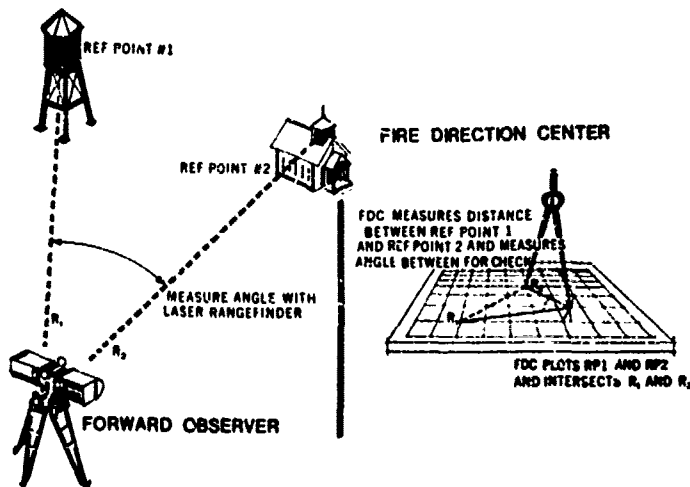 REF POINT #1
REF POINT #2
MEASURE ANGLE WITH
LASER RANGEFINDER
R₁
R₂
FORWARD OBSERVER
FIRE DIRECTION CENTER
FDC MEASURES DISTANCE
BETWEEN REF POINT 1
AND REF POINT 2 AND MEASURES
ANGLE BETWEEN FOR CHECK
R
R
FDC PLOTS RP1 AND RP2
AND INTERSECTS R₁ AND R₂